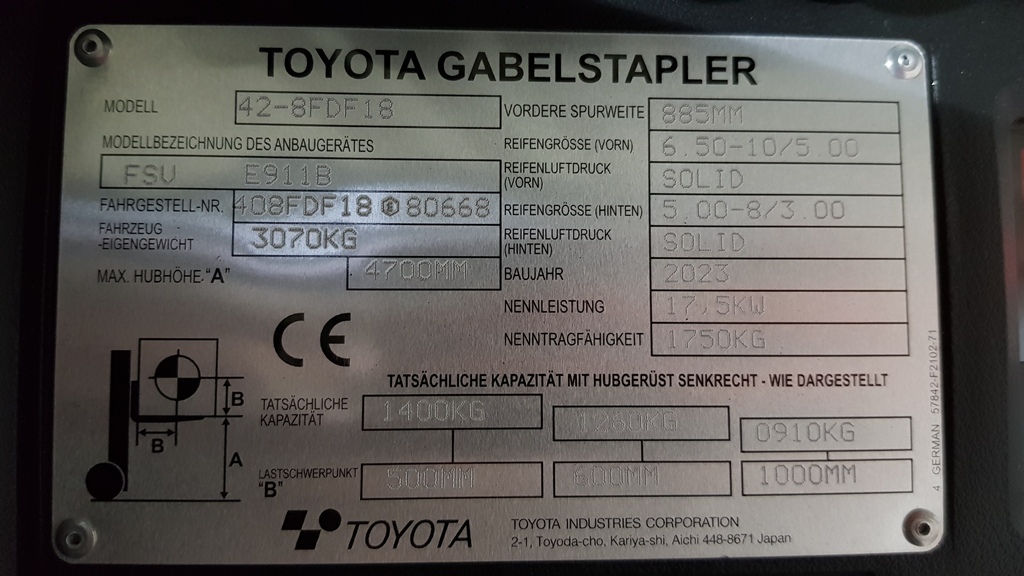 TOYOTA GABELSTAPLER
MODELL 42-8FDF18
MODELLBEZEICHNUNG DES ANBAUGERÄTES
FSV E911B
FAHRGESTELL-NR. 408FDF18 80668
FAHRZEUG
-EIGENGEWICHT 3070KG
MAX. HUBHÖHE "A" 4700MM
VORDERE SPURWEITE 885MM
REIFENGRÖSSE (VORN) 6.50-10/5.00
REIFENLUFTDRUCK
(VORN) SOLID
REIFENGRÖSSE (HINTEN) 5.00-8/3.00
REIFENLUFTDRUCK
(HINTEN) SOLID
BAUJAHR 2023
NENNLEISTUNG 17,5KW
NENNTRAGFÄHIGKEIT 1750KG
CE
B
B
A
TATSÄCHLICHE KAPAZITÄT MIT HUBGERÜST SENKRECHT - WIE DARGESTELLT
TATSÄCHLICHE
KAPAZITÄT 1400KG 0910KG
LASTSCHWERPUNKT
"B" 500MM 600MM 1000MM
TOYOTA
TOYOTA INDUSTRIES CORPORATION
2-1, Toyoda-cho, Kariya-shi, Aichi 448-8671 Japan
4 GERMAN 57842-F2102-71